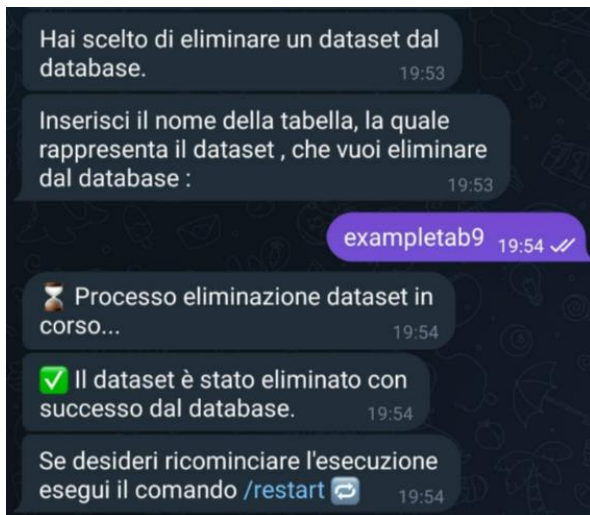 Hai scelto di eliminare un dataset dal
database. 19:53
Inserisci il nome della tabella, la quale
rappresenta il dataset , che vuoi eliminare
dal database : 19:53
exampletab9 19:54
⏳ Processo eliminazione dataset in
corso... 19:54
✅ Il dataset è stato eliminato con
successo dal database. 19:54
Se desideri ricominciare l'esecuzione
esegui il comando /restart 🔁 19:54